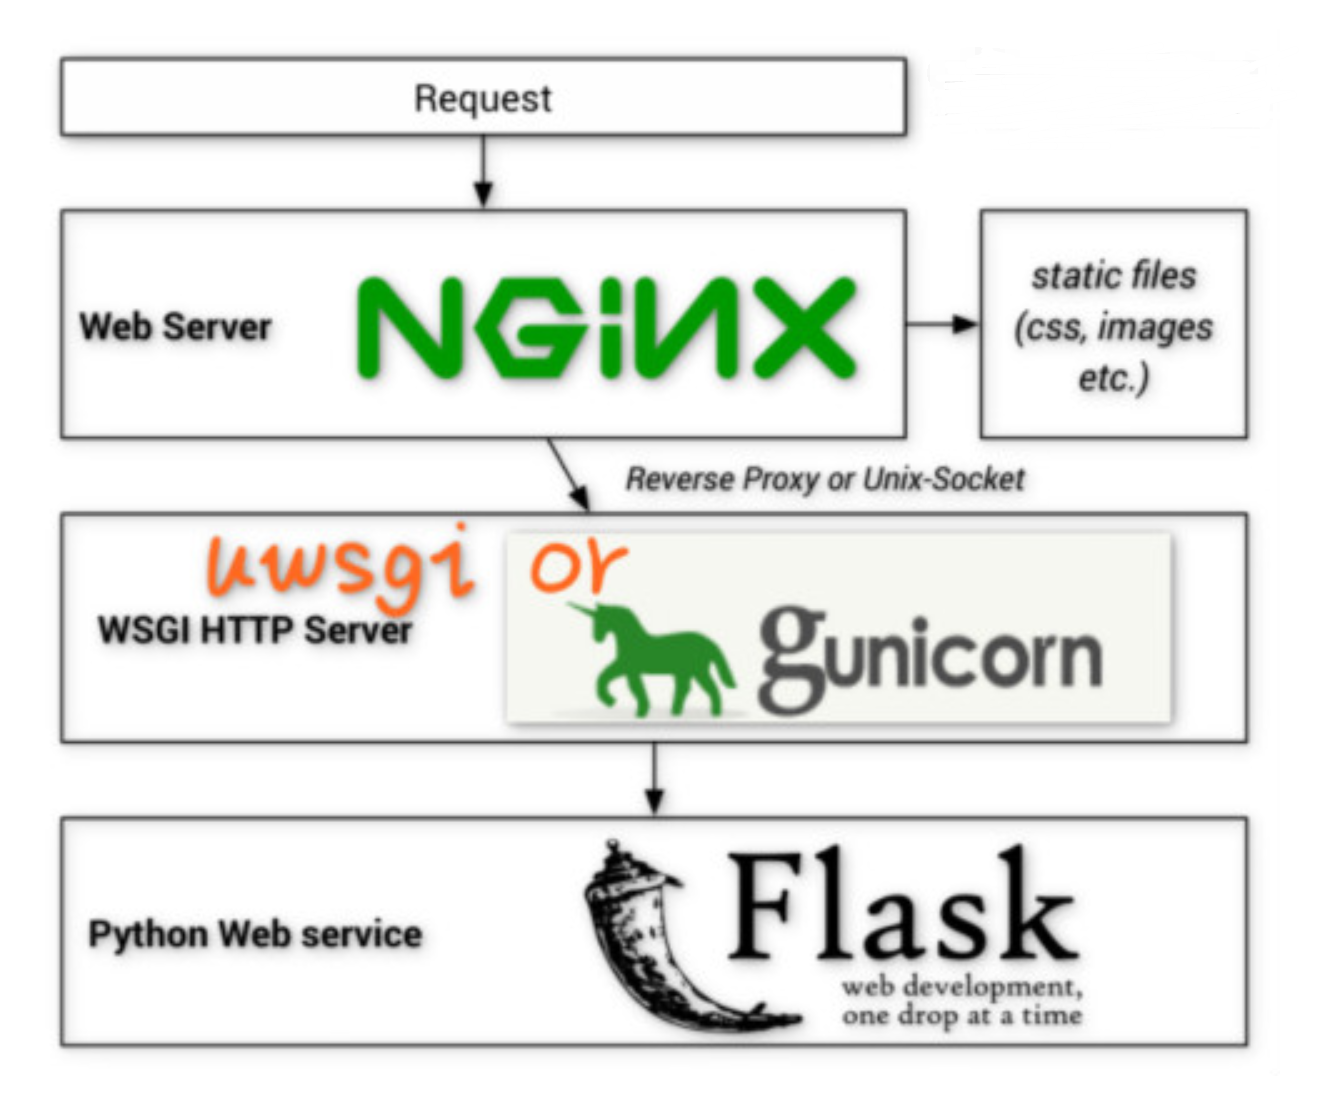 Request
Web Server
NGiNX
static files
(css, images
etc.)
Reverse Proxy or Unix-Socket
uwsgi or
WSGI HTTP Server
gunicorn
Python Web service
Flask
web development,
one drop at a time